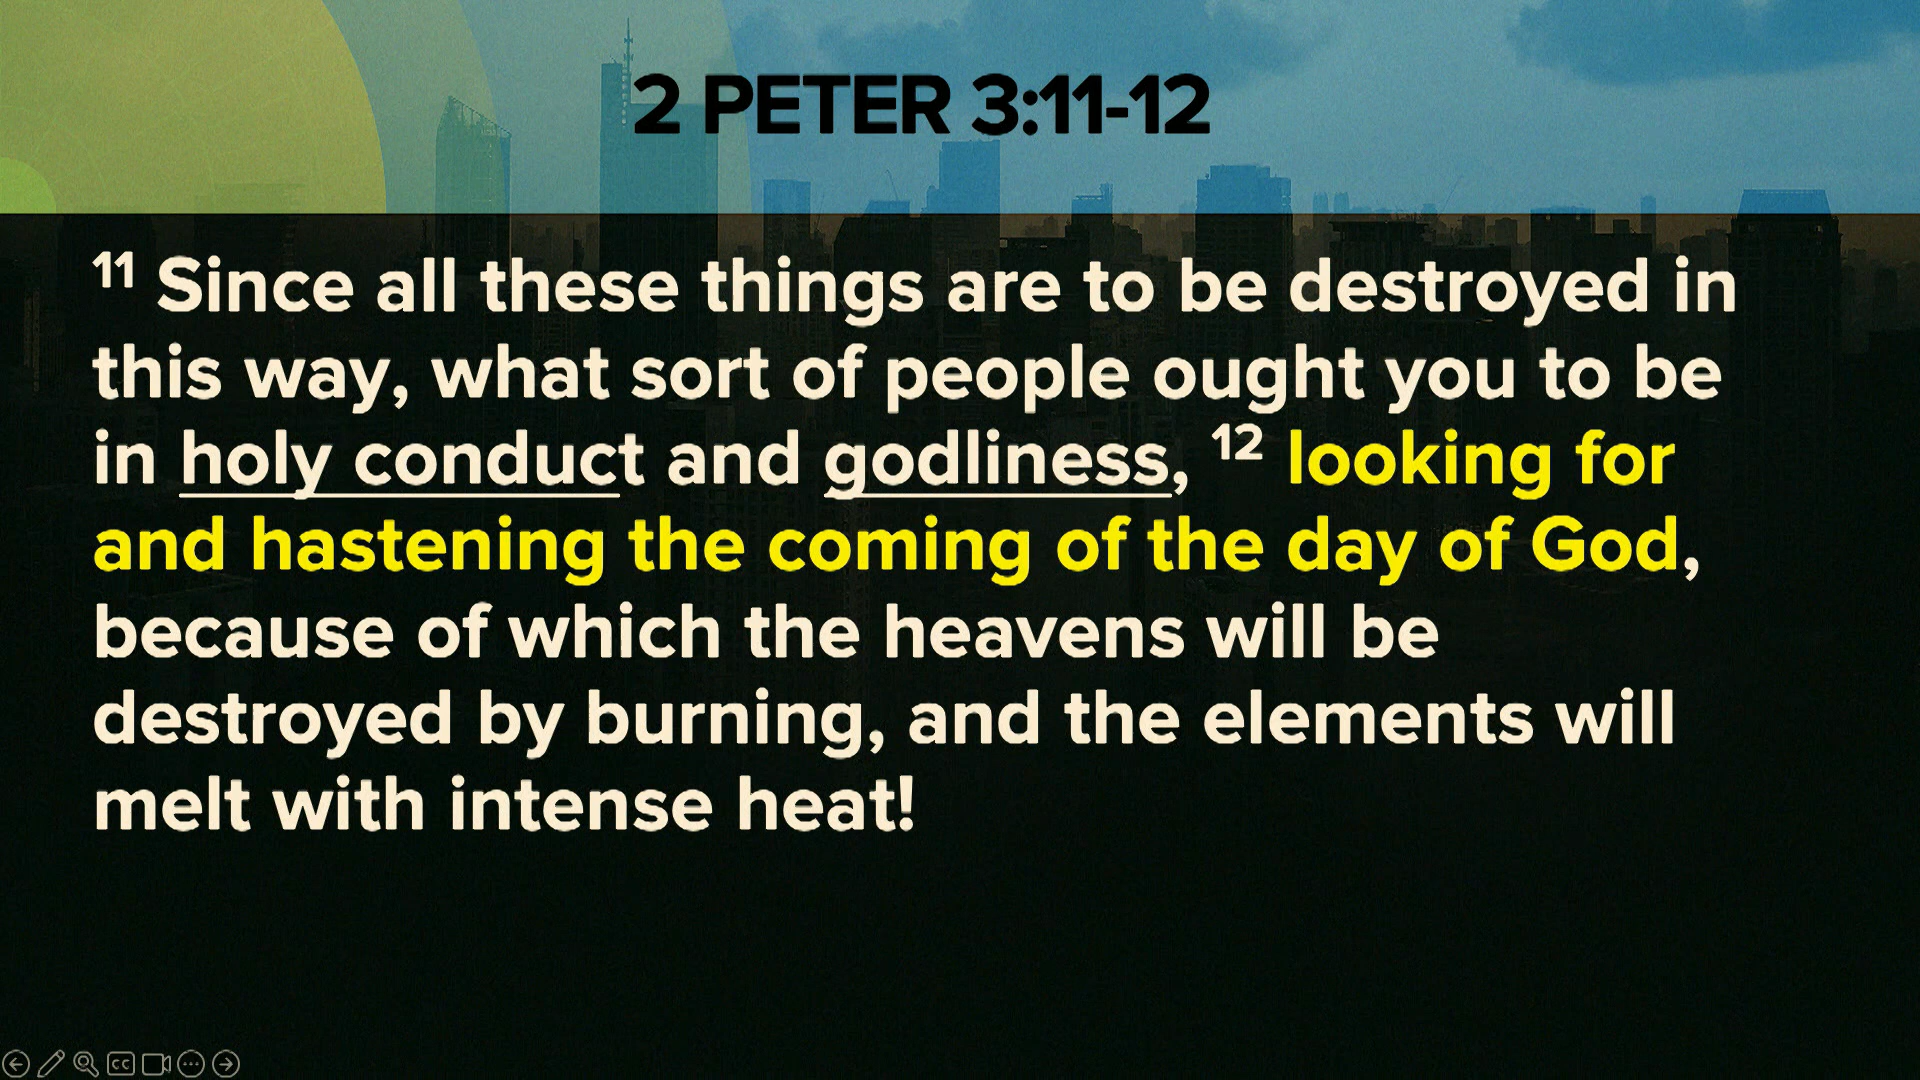 2 PETER 3:11-12
11 Since all these things are to be destroyed in
this way, what sort of people ought you to be
in holy conduct and godliness, 12 looking for
and hastening the coming of the day of God,
because of which the heavens will be
destroyed by burning, and the elements will
melt with intense heat!
CC